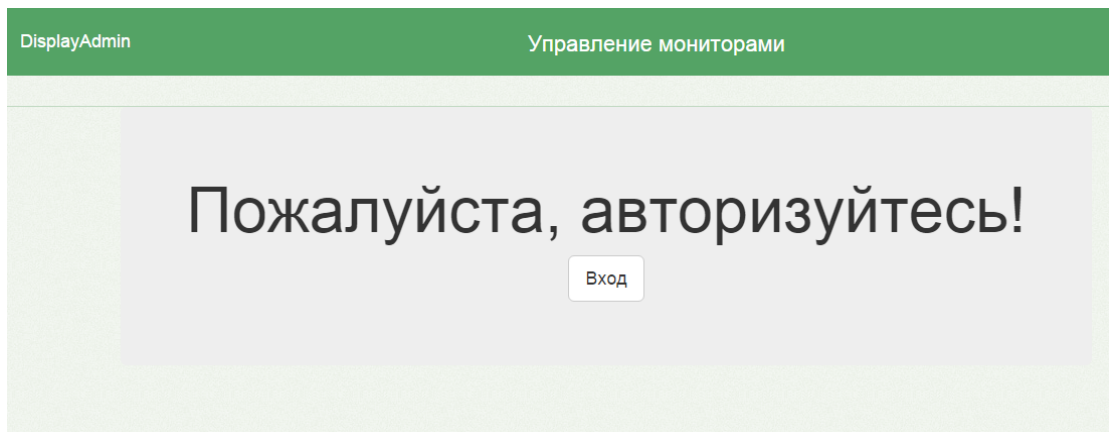 DisplayAdmin
Управление мониторами
Пожалуйста, авторизуйтесь!
Вход